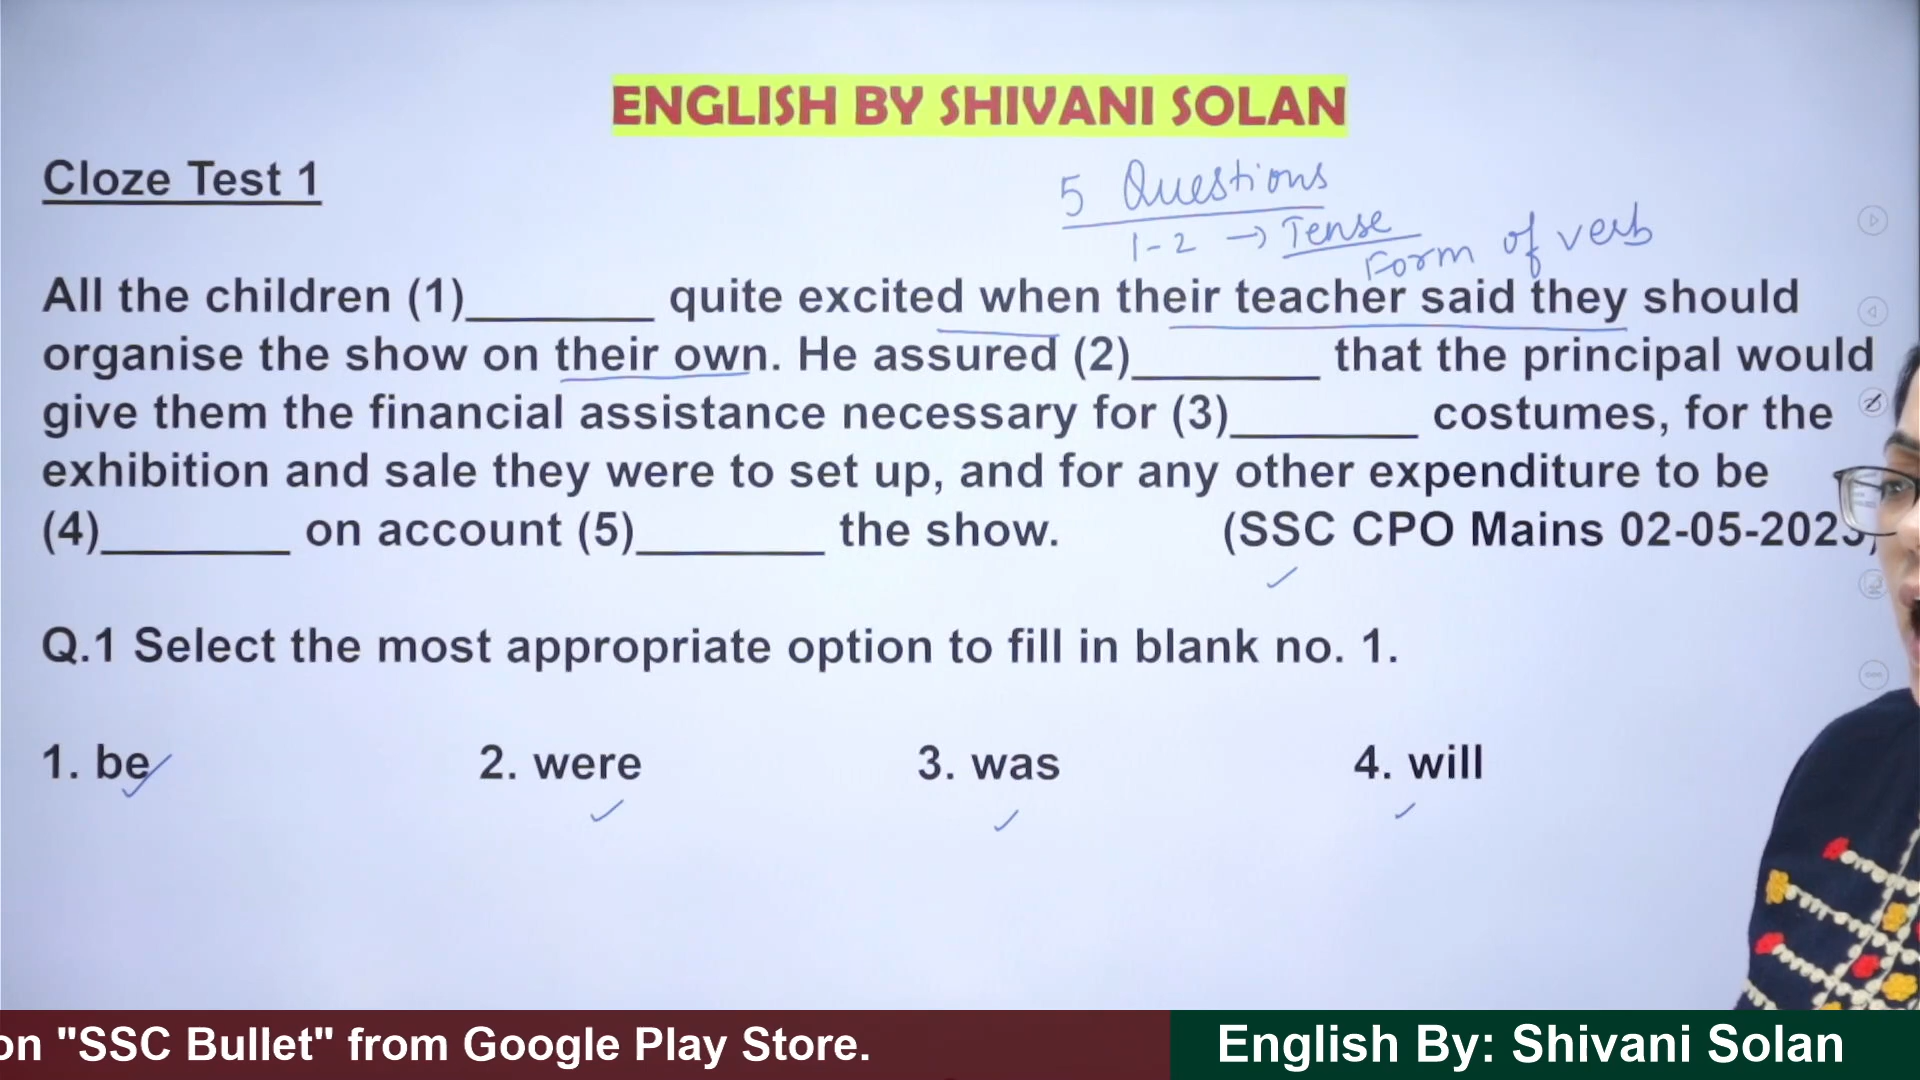 ENGLISH BY SHIVANI SOLAN
Cloze Test 1
5 Questions
1-2 → Tense
Form of verb
All the children (1)________ quite excited when their teacher said they should
organise the show on their own. He assured (2)________ that the principal would
give them the financial assistance necessary for (3)________ costumes, for the
exhibition and sale they were to set up, and for any other expenditure to be
(4)________ on account (5)________ the show. (SSC CPO Mains 02-05-2023)
Q.1 Select the most appropriate option to fill in blank no. 1.
1. be 2. were 3. was 4. will
on "SSC Bullet" from Google Play Store.
English By: Shivani Solan